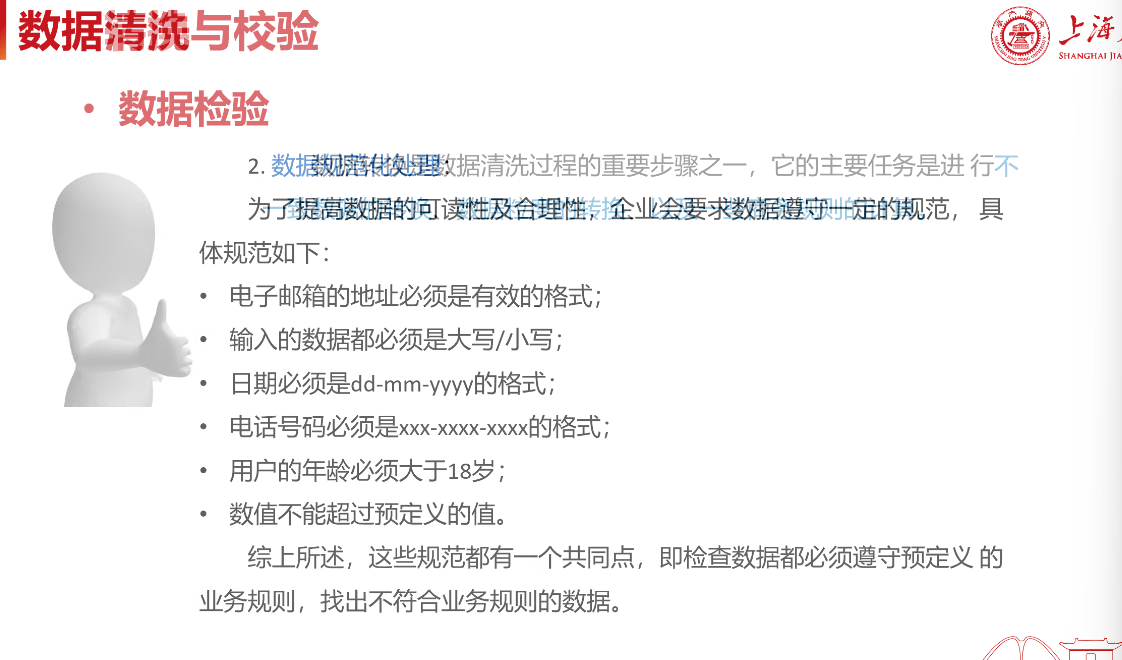 数据清洗与校验
上海
SHANGHAI JIA
• 数据检验
2. 数据规范化处理：数据清洗过程的重要步骤之一，它的主要任务是进 行不
为了提高数据的可读性及合理性，企业会要求数据遵守一定的规范， 具
体规范如下：
• 电子邮箱的地址必须是有效的格式；
• 输入的数据都必须是大写/小写；
• 日期必须是dd-mm-yyyy的格式；
• 电话号码必须是xxx-xxxx-xxxx的格式；
• 用户的年龄必须大于18岁；
• 数值不能超过预定义的值。
综上所述，这些规范都有一个共同点，即检查数据都必须遵守预定义 的
业务规则，找出不符合业务规则的数据。